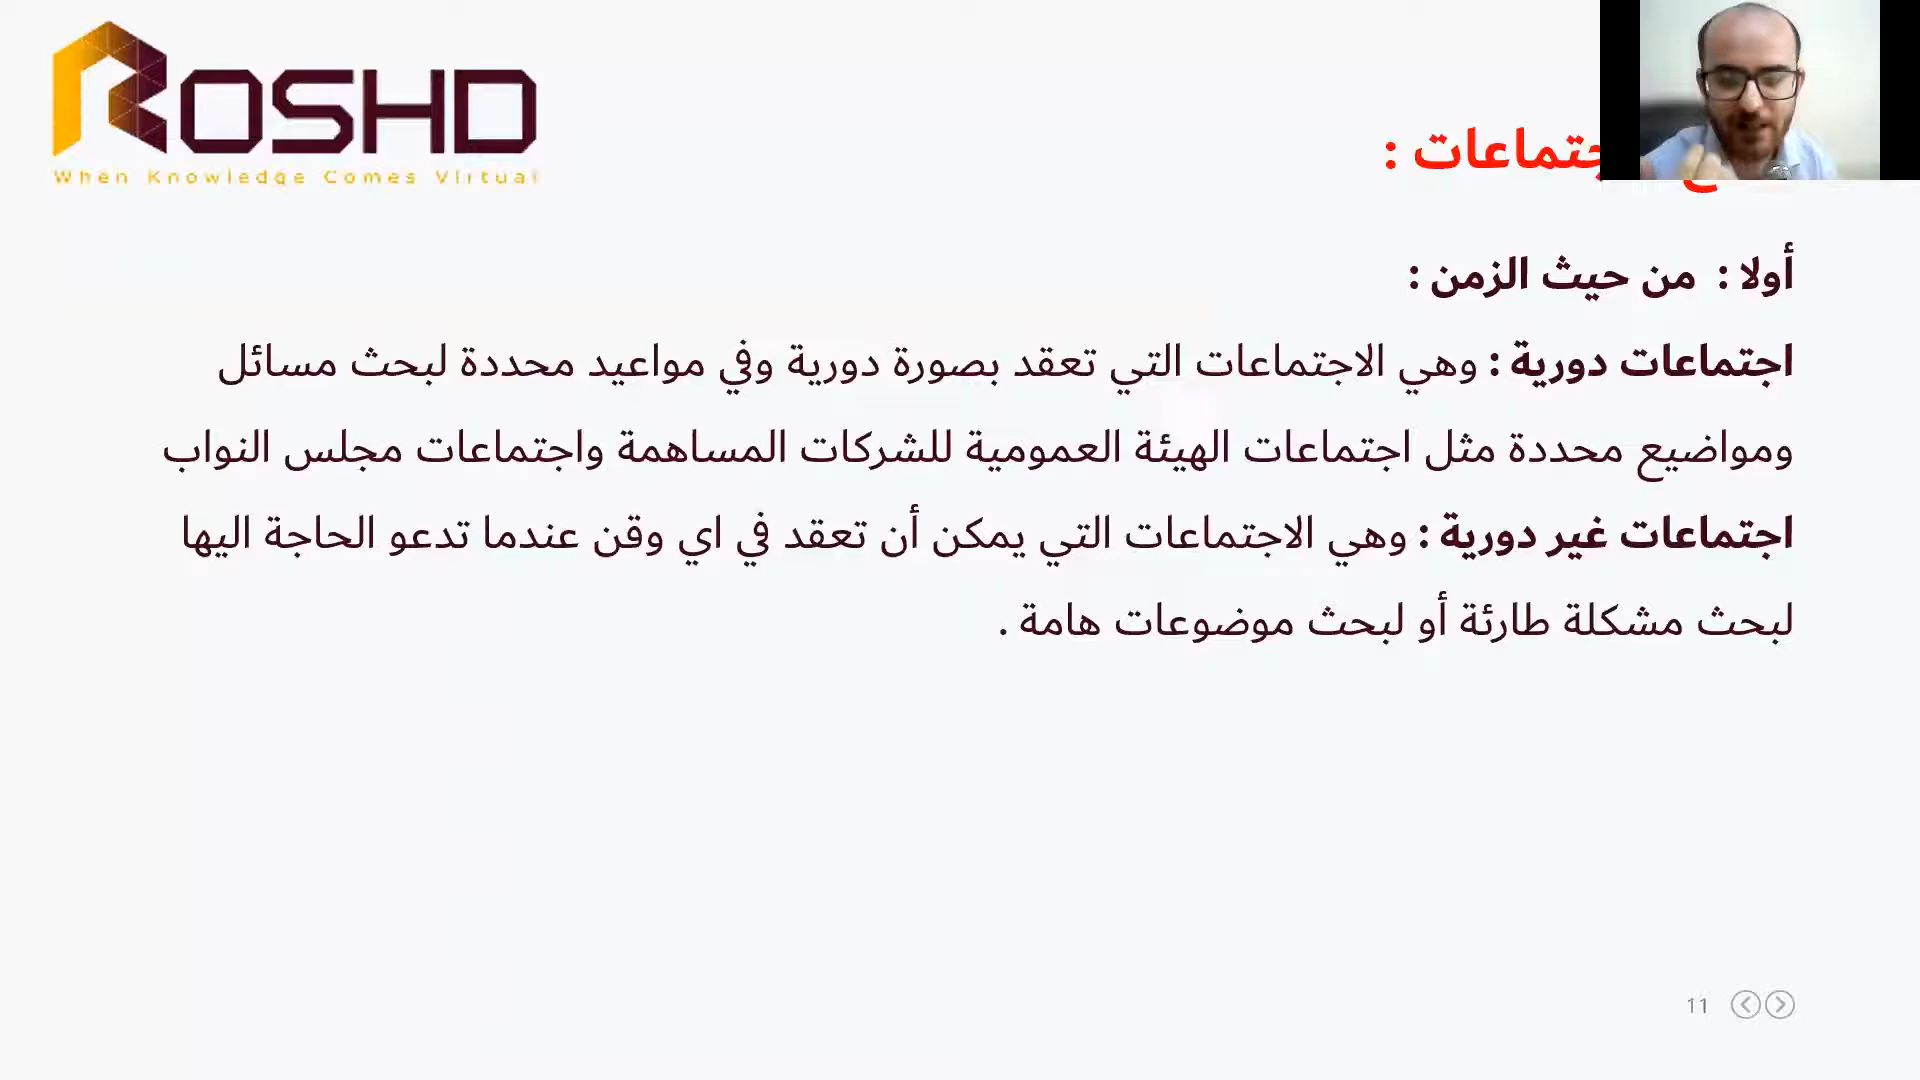 ROSHD
When Knowledge Comes Virtual
أولا : من حيث الزمن :
اجتماعات دورية : وهي الاجتماعات التي تعقد بصورة دورية وفي مواعيد محددة لبحث مسائل
ومواضيع محددة مثل اجتماعات الهيئة العمومية للشركات المساهمة واجتماعات مجلس النواب
اجتماعات غير دورية : وهي الاجتماعات التي يمكن أن تعقد في اي وقن عندما تدعو الحاجة اليها
لبحث مشكلة طارئة أو لبحث موضوعات هامة .
11